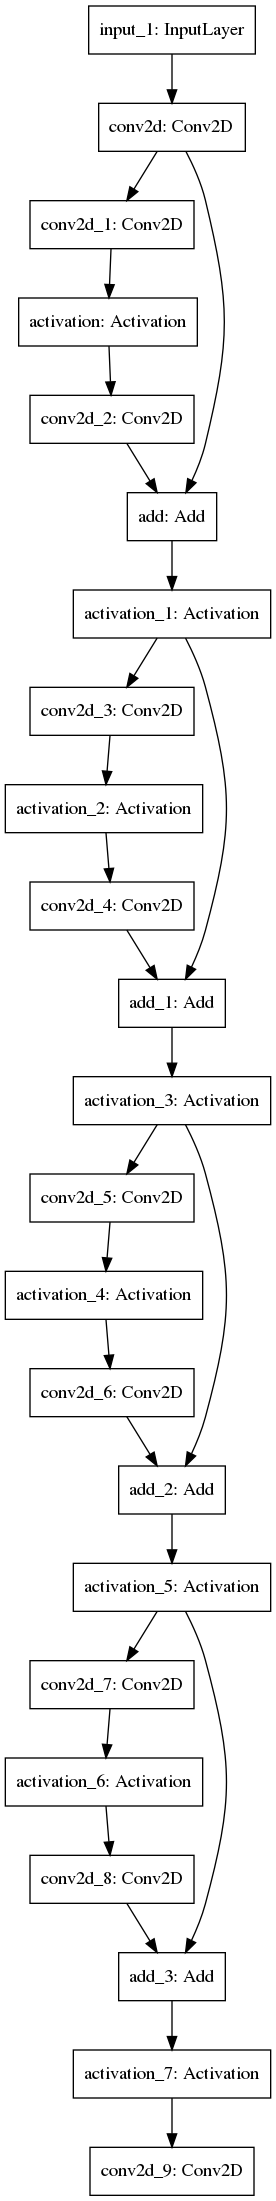 input_1: InputLayer
conv2d: Conv2D
conv2d_1: Conv2D
activation: Activation
conv2d_2: Conv2D
add: Add
activation_1: Activation
conv2d_3: Conv2D
activation_2: Activation
conv2d_4: Conv2D
add_1: Add
activation_3: Activation
conv2d_5: Conv2D
activation_4: Activation
conv2d_6: Conv2D
add_2: Add
activation_5: Activation
conv2d_7: Conv2D
activation_6: Activation
conv2d_8: Conv2D
add_3: Add
activation_7: Activation
conv2d_9: Conv2D